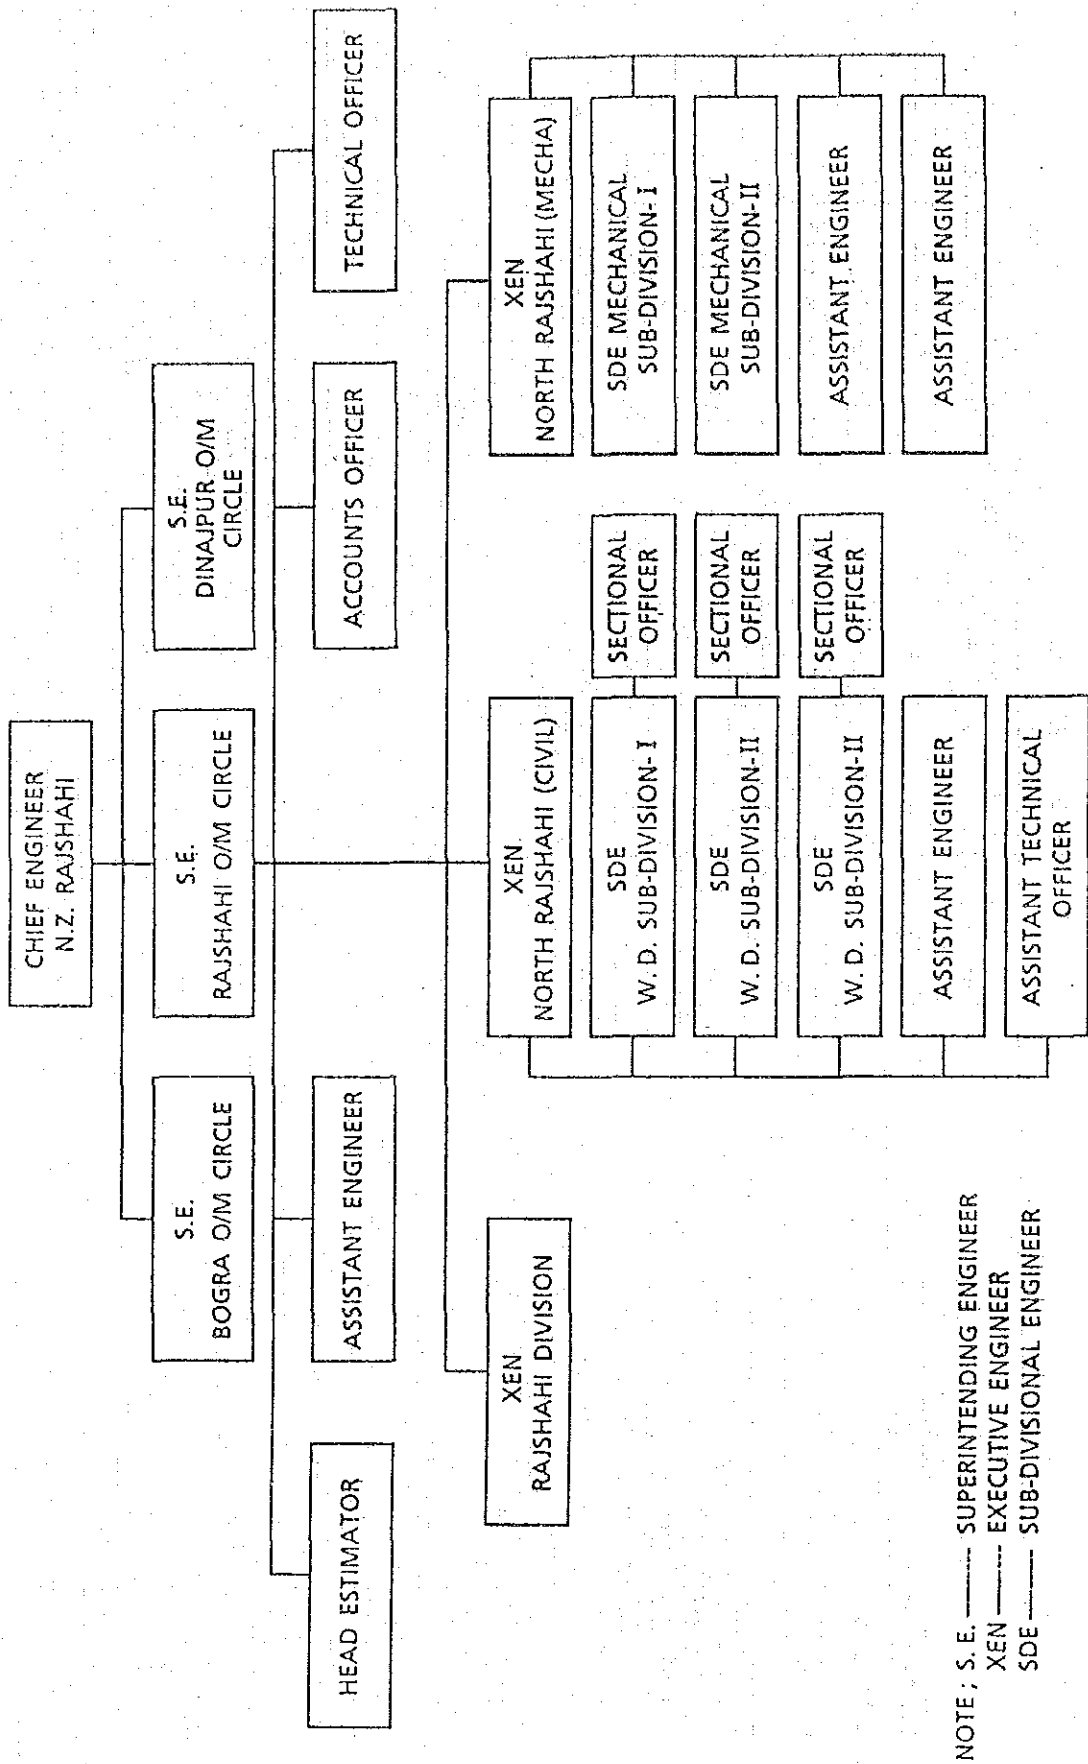 CHIEF ENGINEER
N.Z. RAJSHAHI
S.E.
BOGRA O/M CIRCLE
S.E.
RAJSHAHI O/M CIRCLE
S.E.
DINAJPUR O/M
CIRCLE
HEAD ESTIMATOR
ASSISTANT ENGINEER
ACCOUNTS OFFICER
TECHNICAL OFFICER
XEN
RAJSHAHI DIVISION
XEN
NORTH RAJSHAHI (CIVIL)
SDE
W. D. SUB-DIVISION-I
SECTIONAL
OFFICER
SDE
W. D. SUB-DIVISION-II
SECTIONAL
OFFICER
SDE
W. D. SUB-DIVISION-II
SECTIONAL
OFFICER
ASSISTANT ENGINEER
ASSISTANT TECHNICAL
OFFICER
XEN
NORTH RAJSHAHI (MECHA)
SDE MECHANICAL
SUB-DIVISION-I
SDE MECHANICAL
SUB-DIVISION-II
ASSISTANT ENGINEER
ASSISTANT ENGINEER
NOTE ; S. E. ——— SUPERINTENDING ENGINEER
XEN ——— EXECUTIVE ENGINEER
SDE ——— SUB-DIVISIONAL ENGINEER